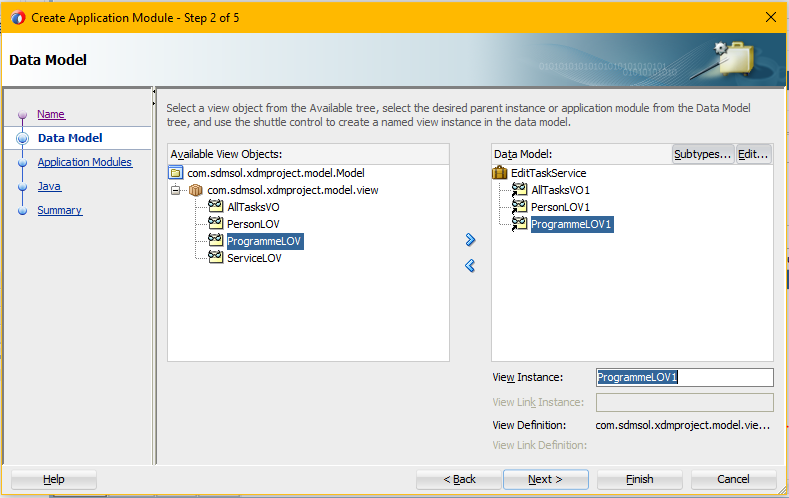 Create Application Module - Step 2 of 5
Data Model
010101010101010101010101
01010101010
Name
Data Model
Application Modules
Java
Summary
Select a view object from the Available tree, select the desired parent instance or application module from the Data Model
tree, and use the shuttle control to create a named view instance in the data model.
Available View Objects:
com.sdmsol.xdmproject.model.Model
com.sdmsol.xdmproject.model.view
AllTasksVO
PersonLOV
ProgrammeLOV
ServiceLOV
Data Model:
Subtypes...
Edit...
EditTaskService
AllTasksVO1
PersonLOV1
ProgrammeLOV1
View Instance:
ProgrammeLOV1
View Link Instance:
View Definition:
com.sdmsol.xdmproject.model.vie...
View Link Definition:
Help
< Back
Next >
Finish
Cancel